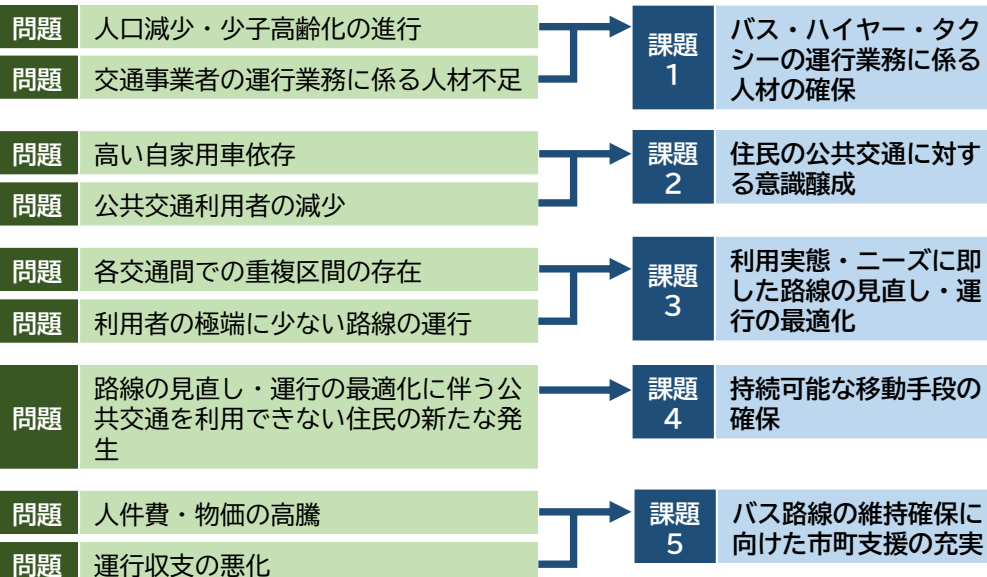 問題 人口減少・少子高齢化の進行
問題 交通事業者の運行業務に係る人材不足
課題
1
バス・ハイヤー・タク
シーの運行業務に係る
人材の確保
問題 高い自家用車依存
問題 公共交通利用者の減少
課題
2
住民の公共交通に対す
る意識醸成
問題 各交通間での重複区間の存在
問題 利用者の極端に少ない路線の運行
課題
3
利用実態・ニーズに即
した路線の見直し・運
行の最適化
問題
路線の見直し・運行の最適化に伴う公
共交通を利用できない住民の新たな発
生
課題
4
持続可能な移動手段の
確保
問題 人件費・物価の高騰
問題 運行収支の悪化
課題
5
バス路線の維持確保に
向けた市町支援の充実